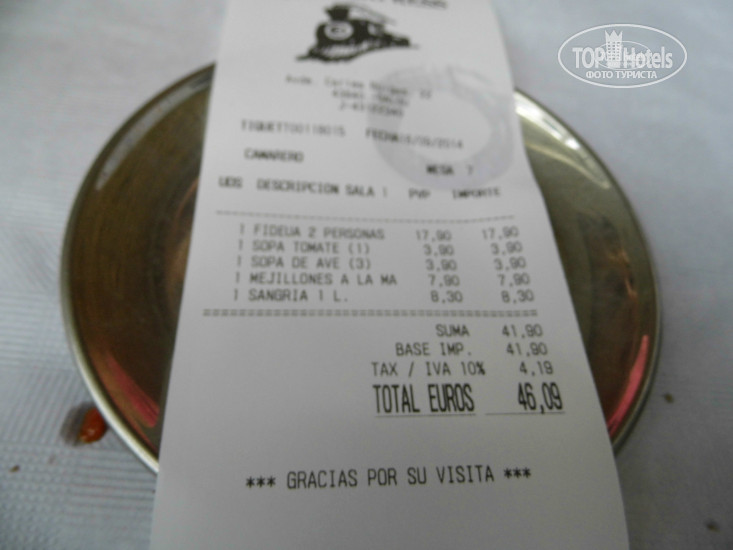 TOP Hotels
ФОТО ТУРИСТА
TIQUETT00118015 FECHA
CAMARERO MESA 7
UDS DESCRIPCION SALA 1 PVP IMPORTE
1 FIDEUA 2 PERSONAS 17,90 17,90
1 SOPA TOMATE (1) 3,90 3,90
1 SOPA DE AVE (3) 3,90 3,90
1 MEJILLONES A LA MA 7,90 7,90
1 SANGRIA 1 L. 8,30 8,30
SUMA 41,90
BASE IMP. 41,90
TAX / IVA 10% 4,19
TOTAL EUROS 46,09
*** GRACIAS POR SU VISITA ***